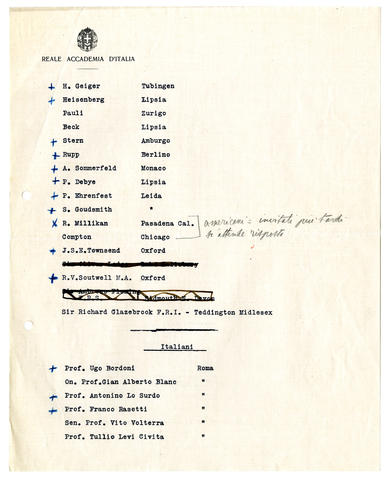 REALE ACCADEMIA D'ITALIA
+ H. Geiger Tubingen
+ Heisenberg Lipsia
Pauli Zurigo
Beck Lipsia
+ Stern Amburgo
+ Rupp Berlino
+ A. Sommerfeld Monaco
+ P. Debye Lipsia
+ P. Ehrenfest Leida
+ S. Goudsmith "
x R. Millikan Pasadena Cal.
Compton Chicago
americani = invitati più tardi
si attende risposta
+ J.S.E.Townsend Oxford
+ R.V.Soutwell M.A. Oxford
Sir Richard Glazebrook F.R.I. - Teddington Midlesex
Italiani
+ Prof. Ugo Bordoni Roma
On. Prof.Gian Alberto Blanc "
+ Prof. Antonino Lo Surdo "
+ Prof. Franco Rasetti "
Sen. Prof. Vito Volterra "
Prof. Tullio Levi Civita "